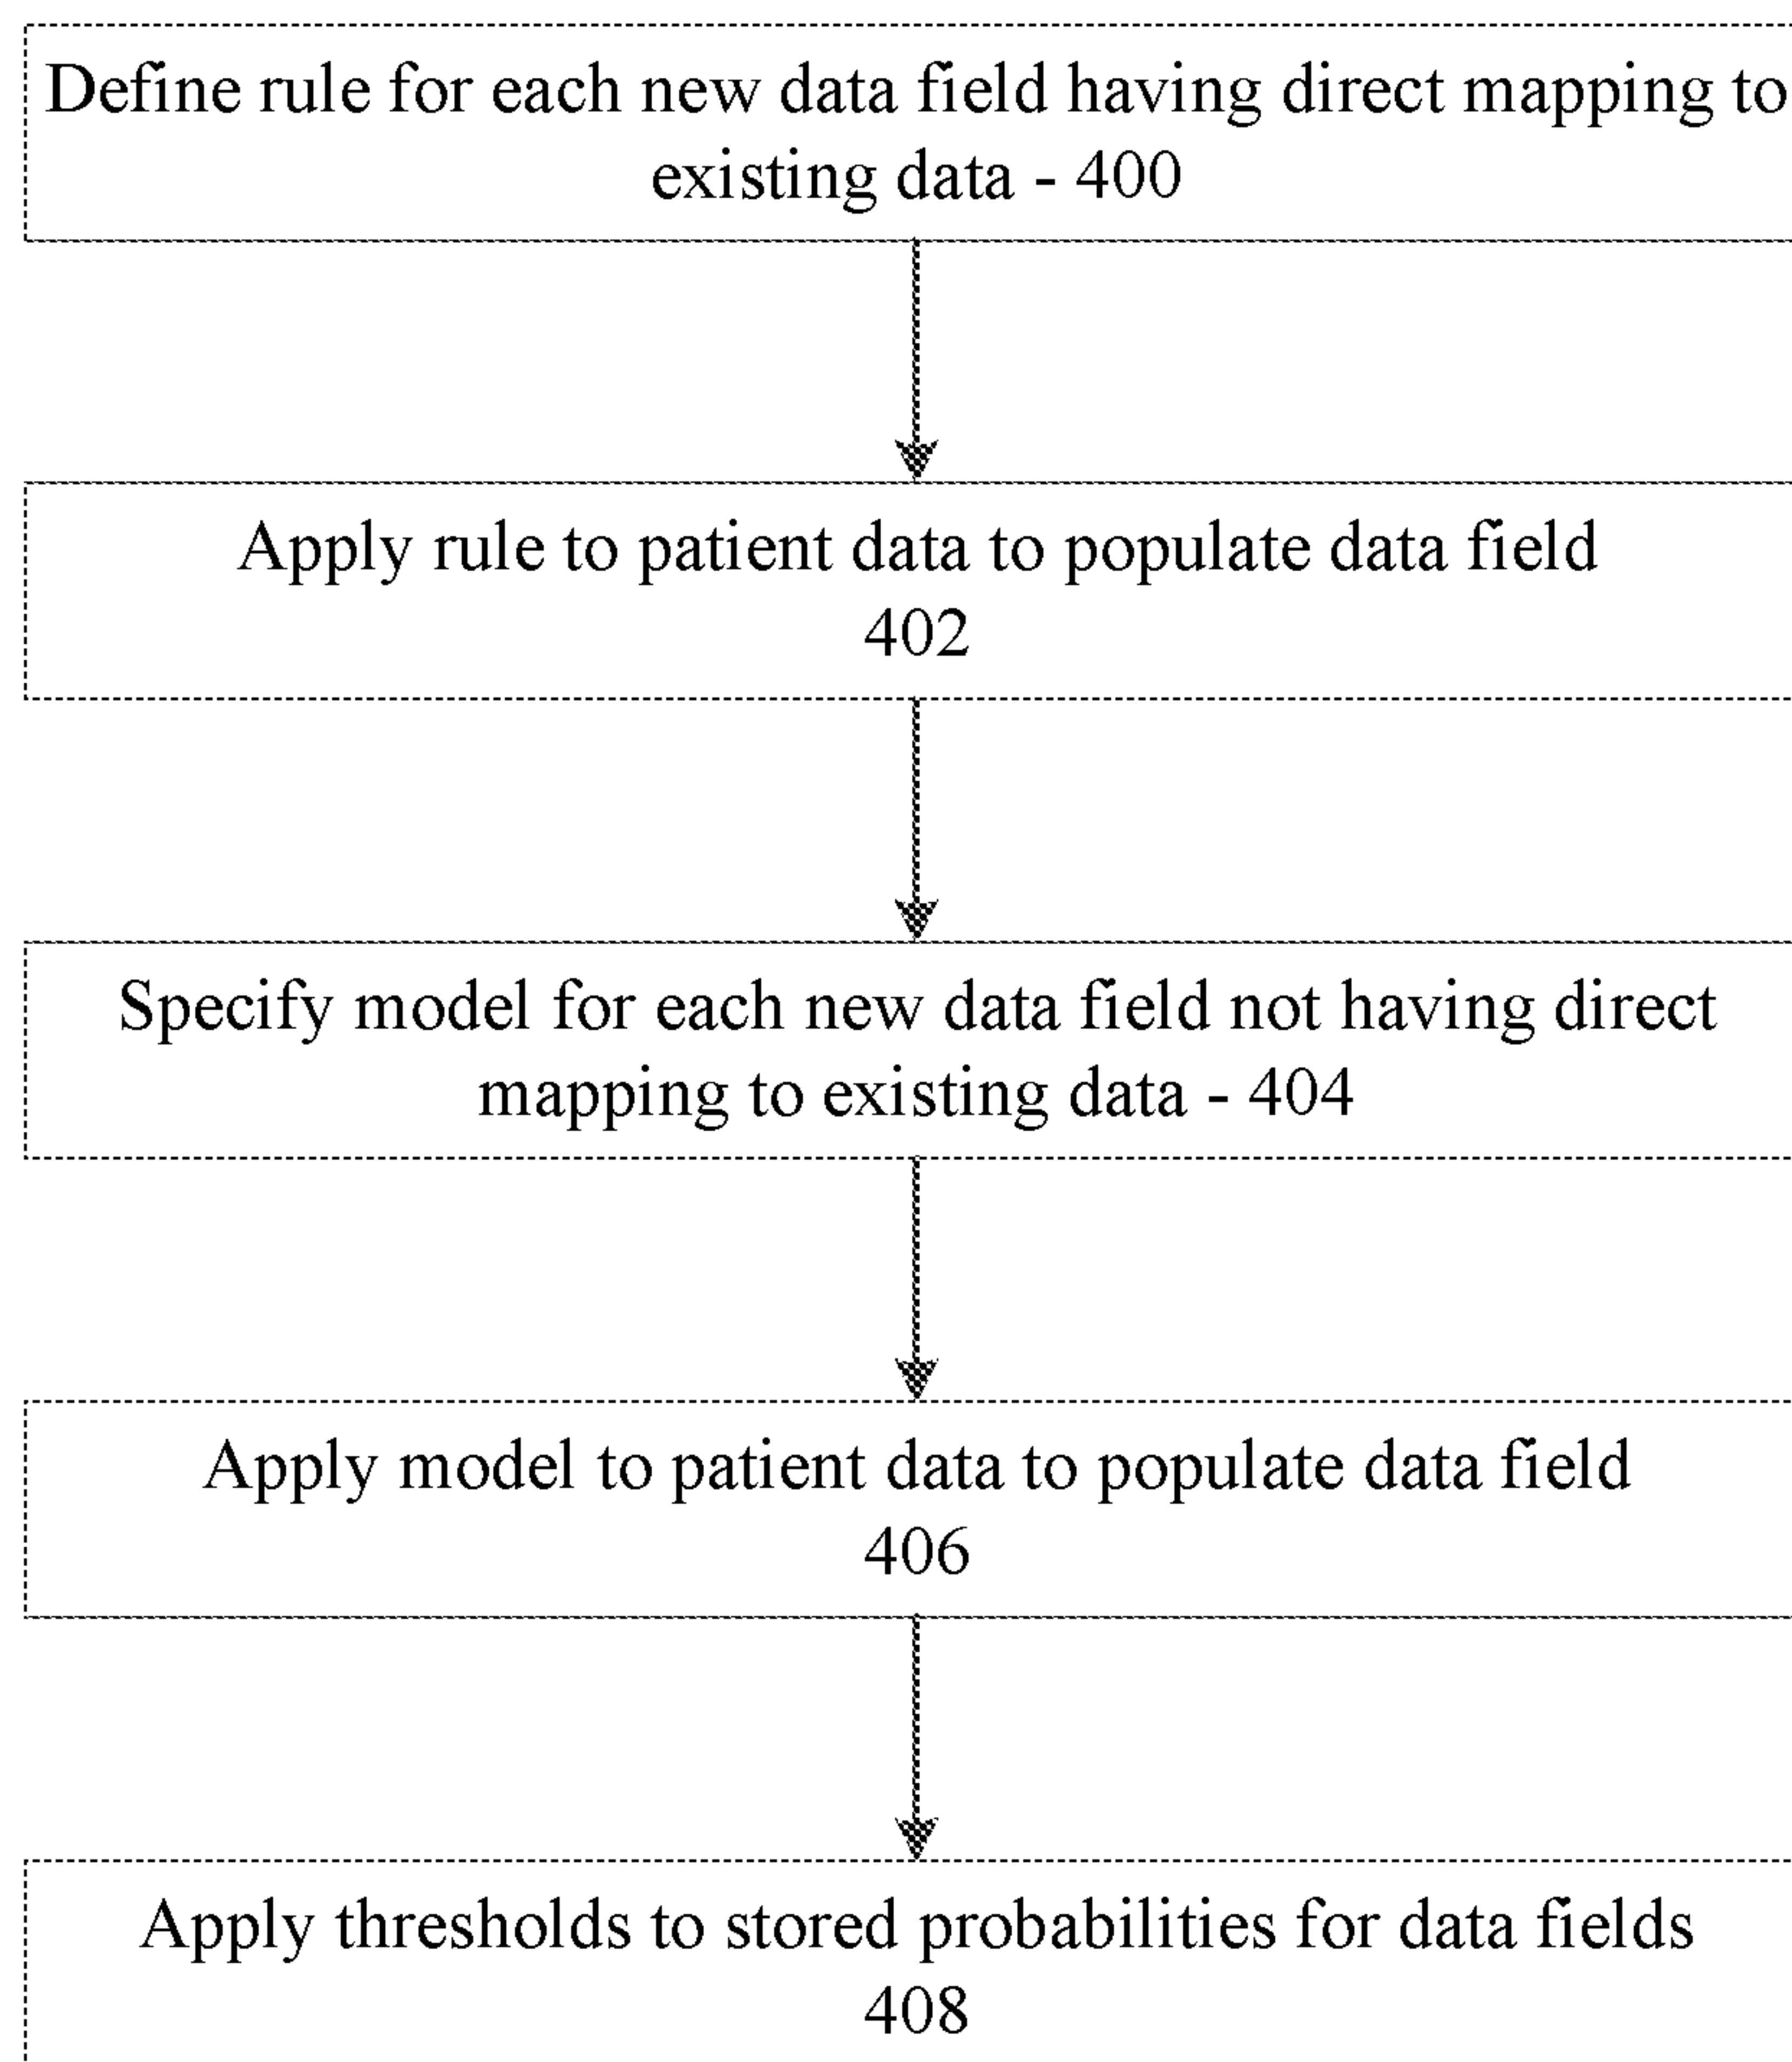 Define rule for each new data field having direct mapping to
existing data - 400
Apply rule to patient data to populate data field
402
Specify model for each new data field not having direct
mapping to existing data - 404
Apply model to patient data to populate data field
406
Apply thresholds to stored probabilities for data fields
408